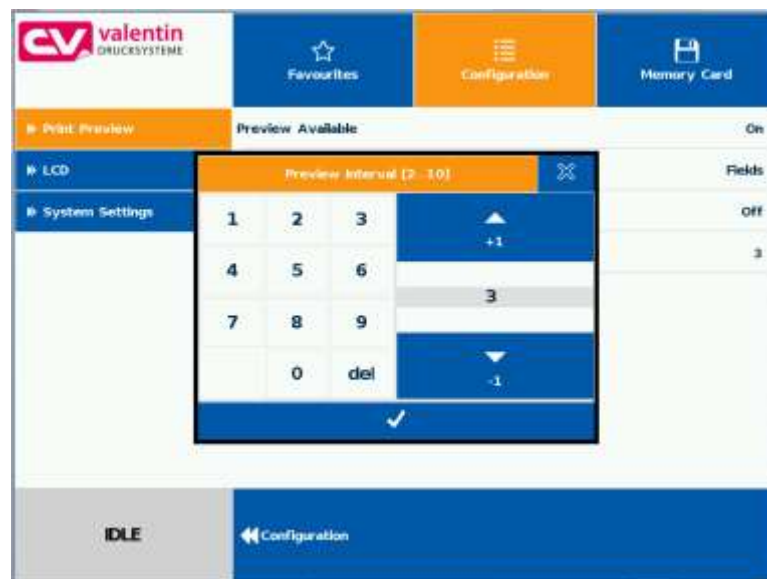 CV valentin
DRUCKSYSTEME
Favourites
Configuration
Memory Card
Print Preview
Preview Available
On
LCD
Fields
System Settings
Off
3
Preview Interval [2..10]
1 2 3
+1
4 5 6
3
7 8 9
0 del
-1
IDLE
Configuration